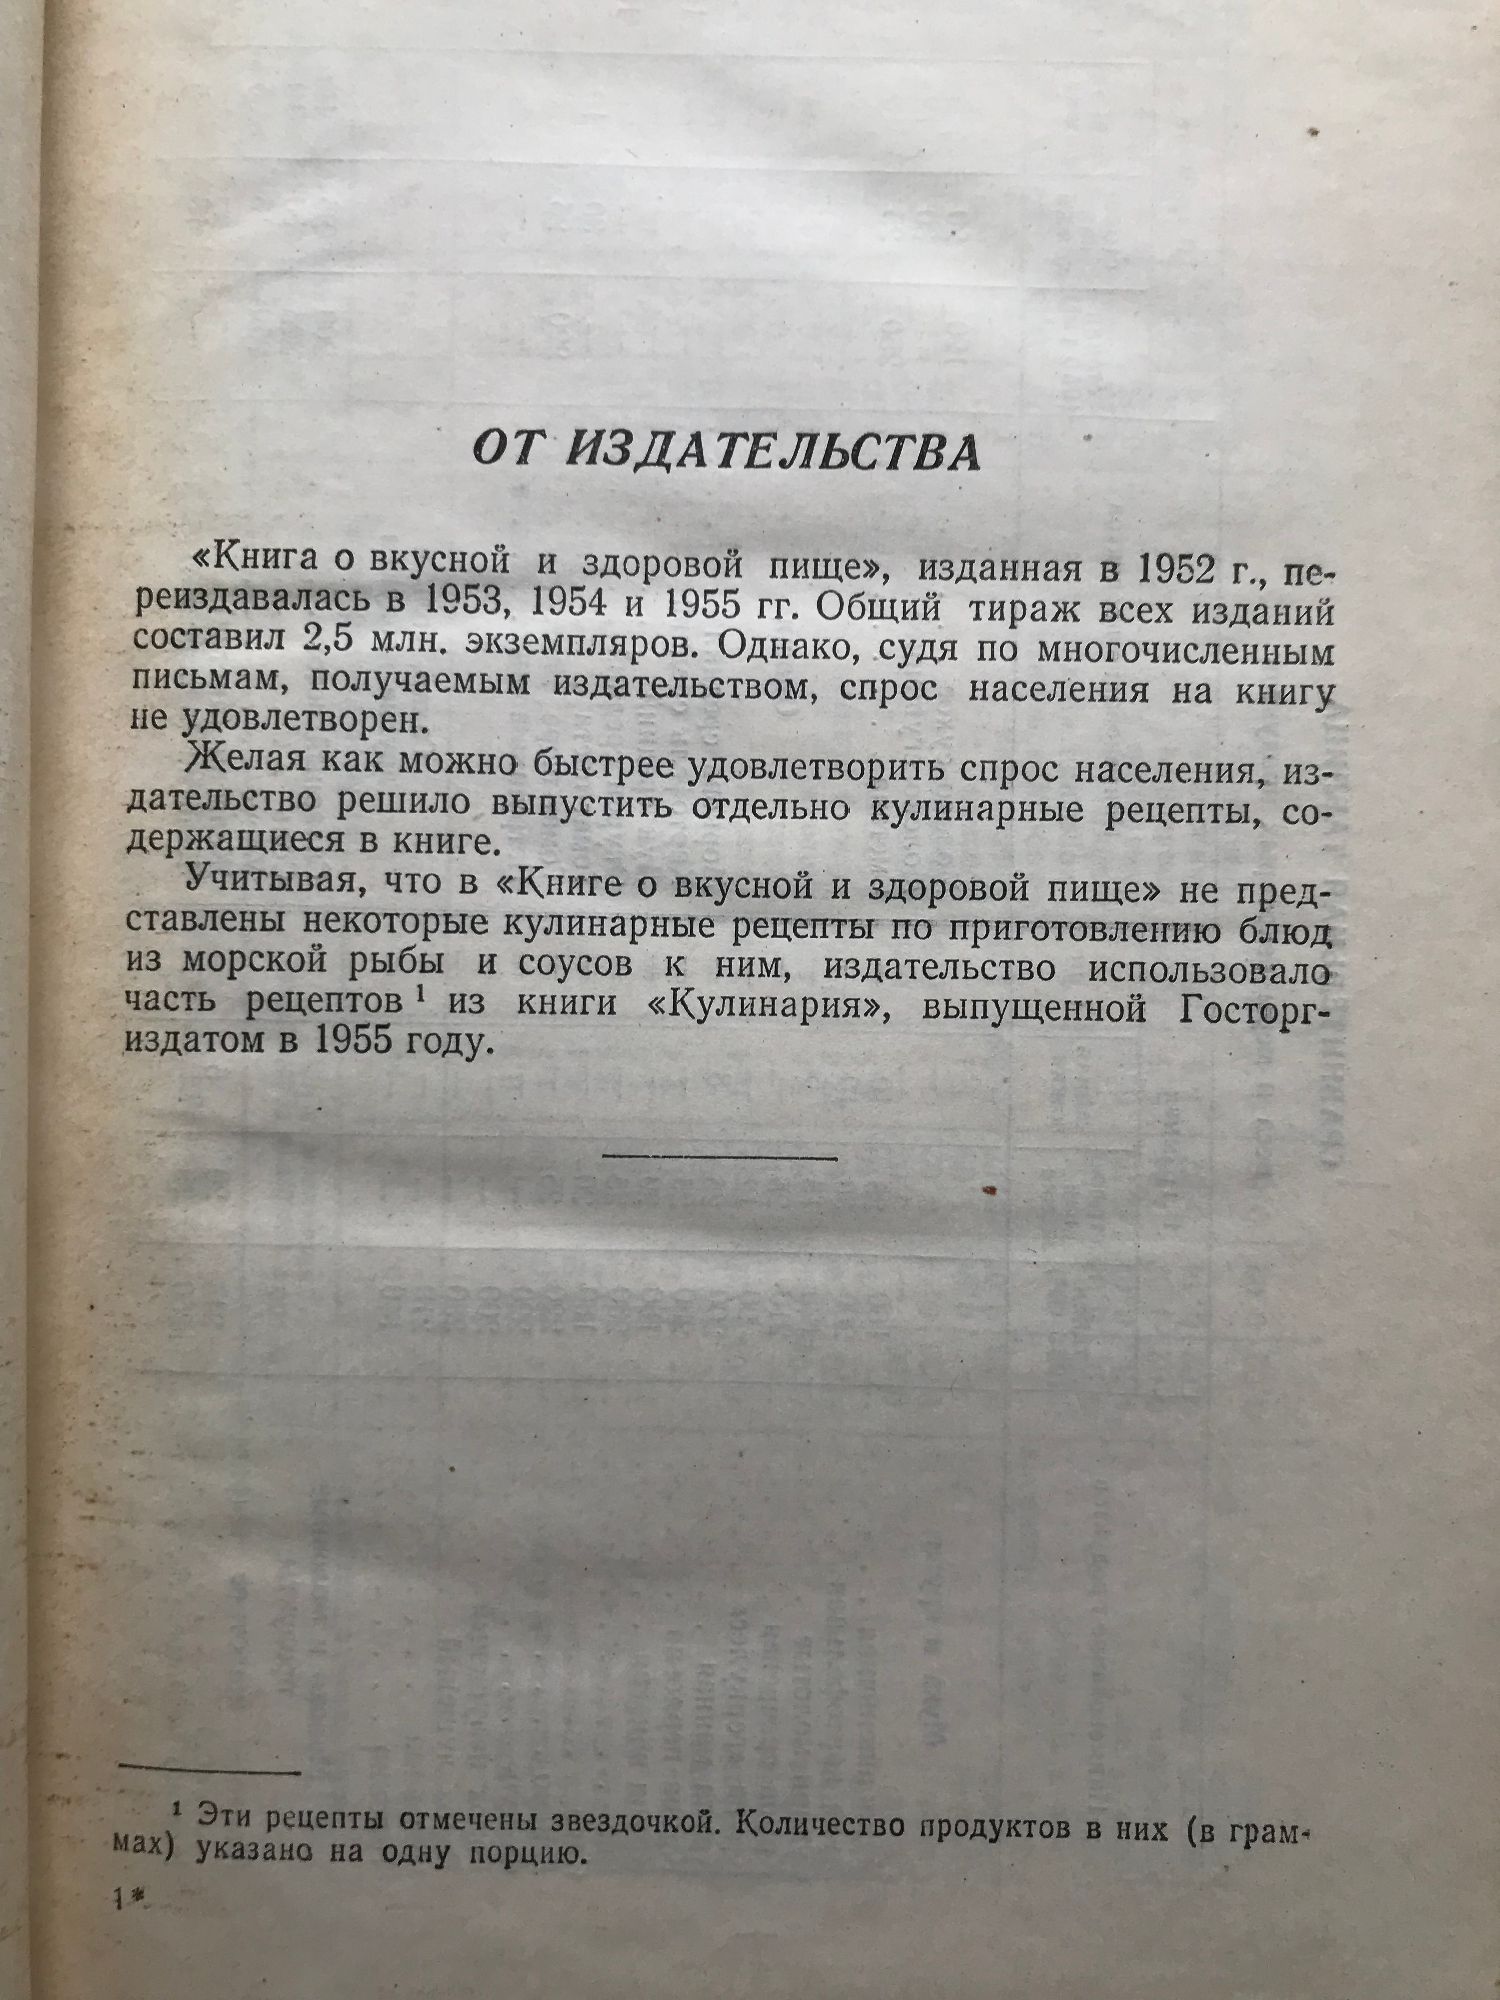 ОТ ИЗДАТЕЛЬСТВА
«Книга о вкусной и здоровой пище», изданная в 1952 г., пе-
реиздавалась в 1953, 1954 и 1955 гг. Общий тираж всех изданий
составил 2,5 млн. экземпляров. Однако, судя по многочисленным
письмам, получаемым издательством, спрос населения на книгу
не удовлетворен.
Желая как можно быстрее удовлетворить спрос населения, из-
дательство решило выпустить отдельно кулинарные рецепты, со-
держащиеся в книге.
Учитывая, что в «Книге о вкусной и здоровой пище» не пред-
ставлены некоторые кулинарные рецепты по приготовлению блюд
из морской рыбы и соусов к ним, издательство использовало
часть рецептов ¹ из книги «Кулинария», выпущенной Госторг-
издатом в 1955 году.
¹ Эти рецепты отмечены звездочкой. Количество продуктов в них (в грам-
мах) указано на одну порцию.
1*